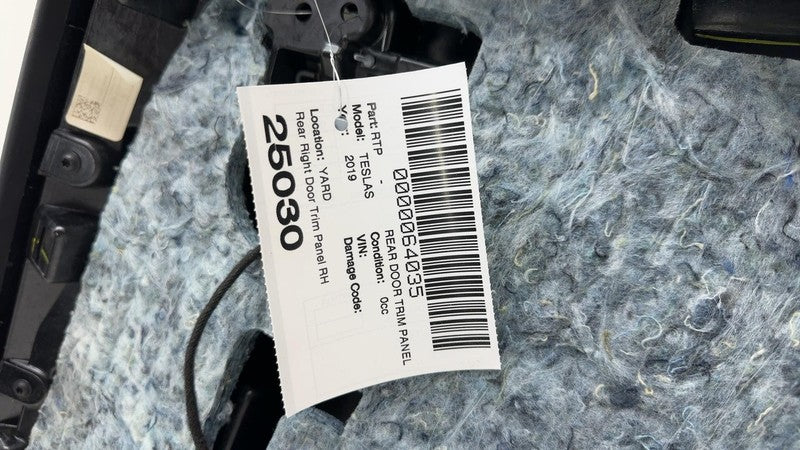 0000064035
Part: RTP - REAR DOOR TRIM PANEL
Model: TESLAS Condition: 0cc
2019 VIN:
Damage Code:
Location: YARD
Rear Right Door Trim Panel RH
25030